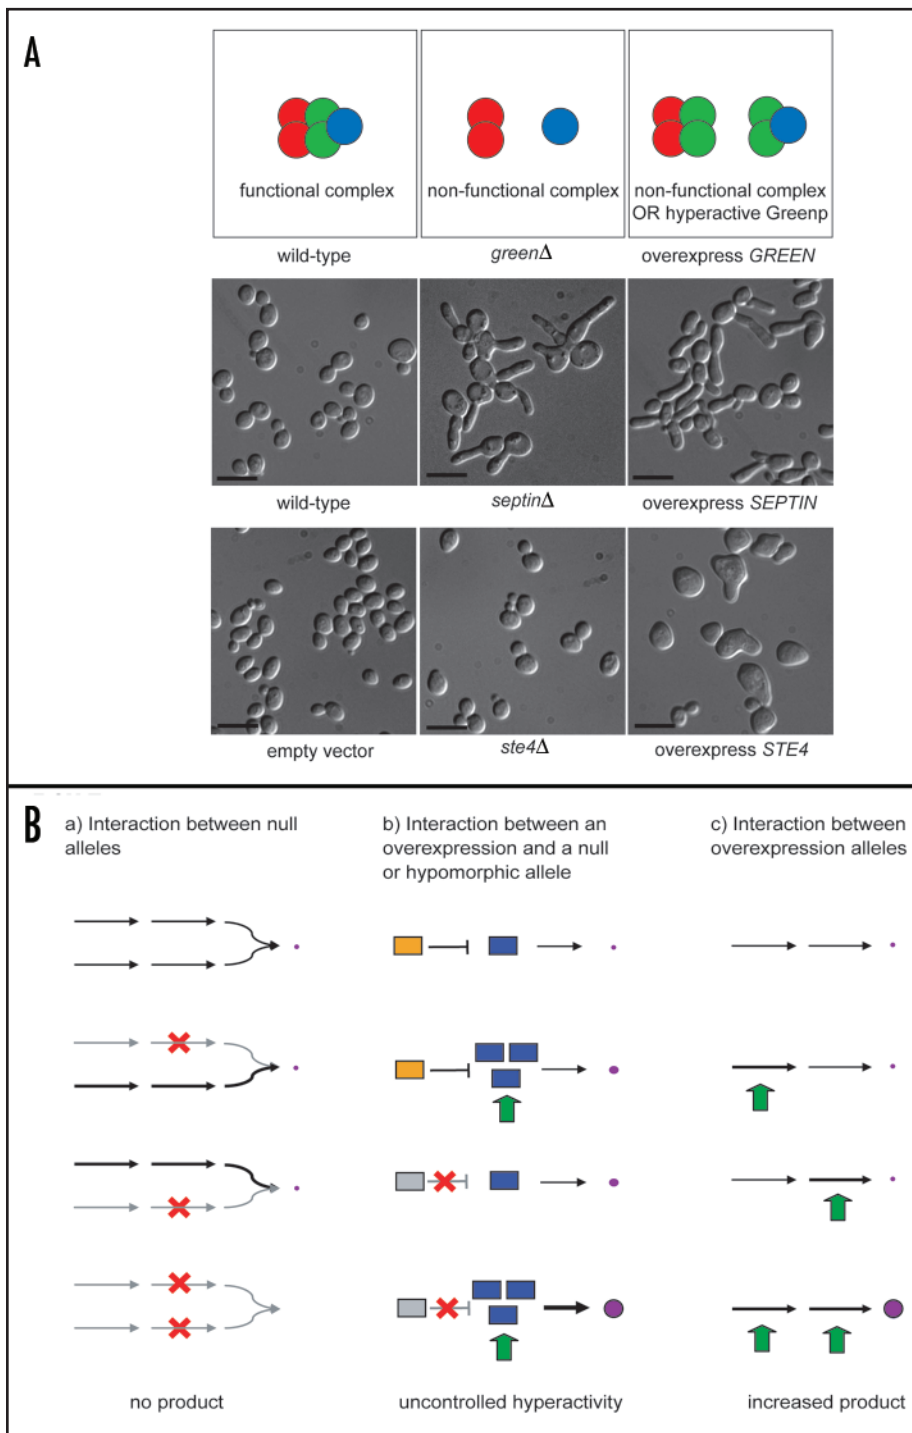 A
functional complex
non-functional complex
non-functional complex
OR hyperactive Greenp
wild-type
greenΔ
overexpress GREEN
wild-type
septinΔ
overexpress SEPTIN
empty vector
ste4Δ
overexpress STE4
B
a) Interaction between null
alleles
b) Interaction between an
overexpression and a null
or hypomorphic allele
c) Interaction between
overexpression alleles
no product
uncontrolled hyperactivity
increased product